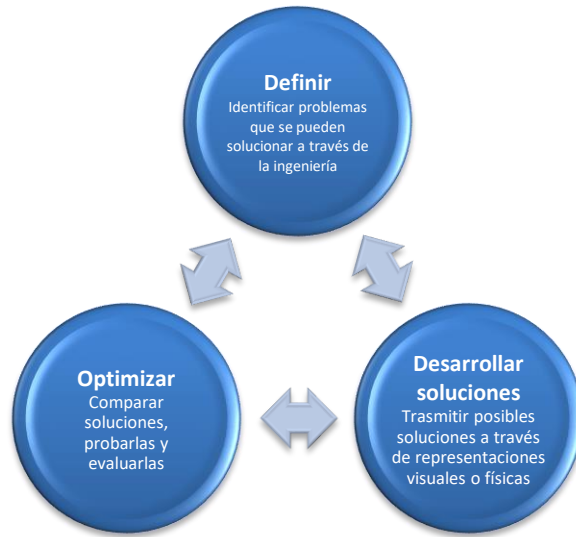 Definir
Identificar problemas
que se pueden
solucionar a través de
la ingeniería
Optimizar
Comparar
soluciones,
probarlas y
evaluarlas
Desarrollar
soluciones
Trasmitir posibles
soluciones a través
de representaciones
visuales o físicas